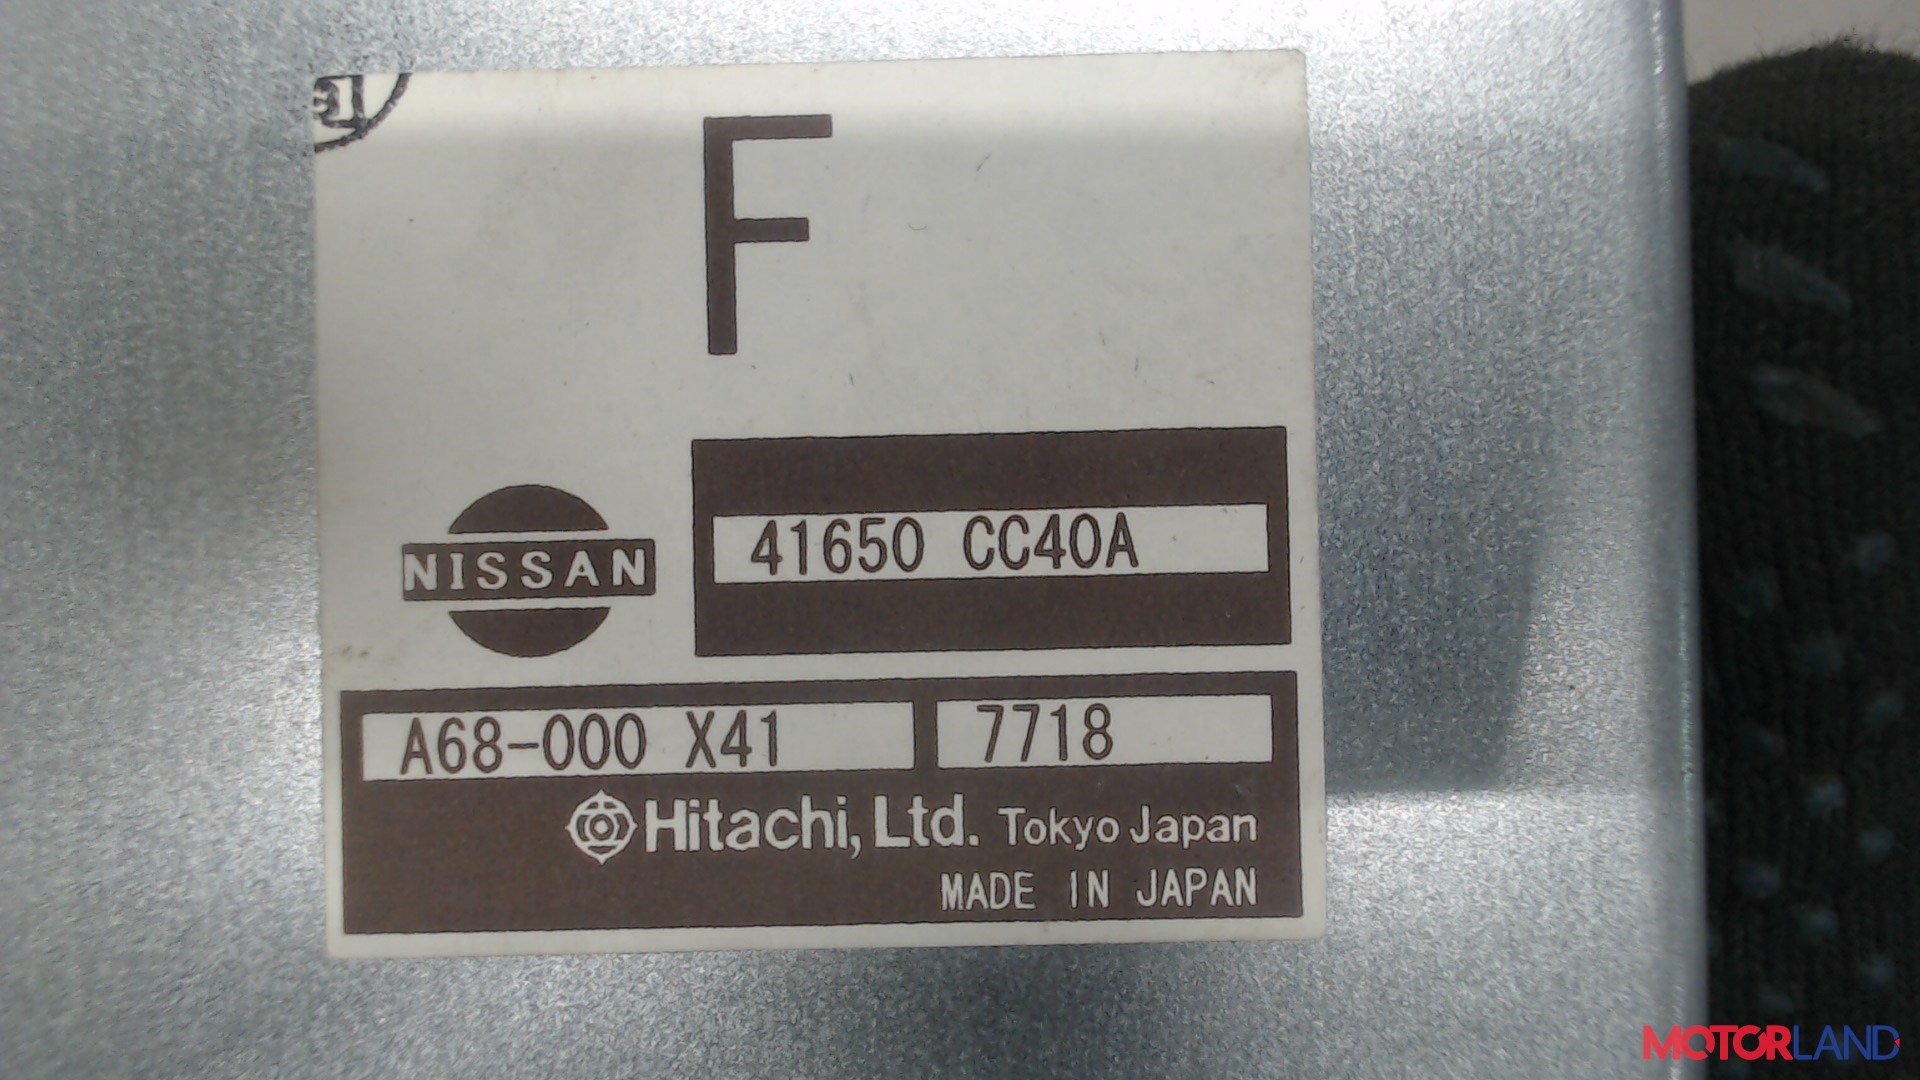 F
NISSAN
41650 CC40A
A68-000 X41
7718
Hitachi, Ltd. Tokyo Japan
MADE IN JAPAN
MOTORLAND